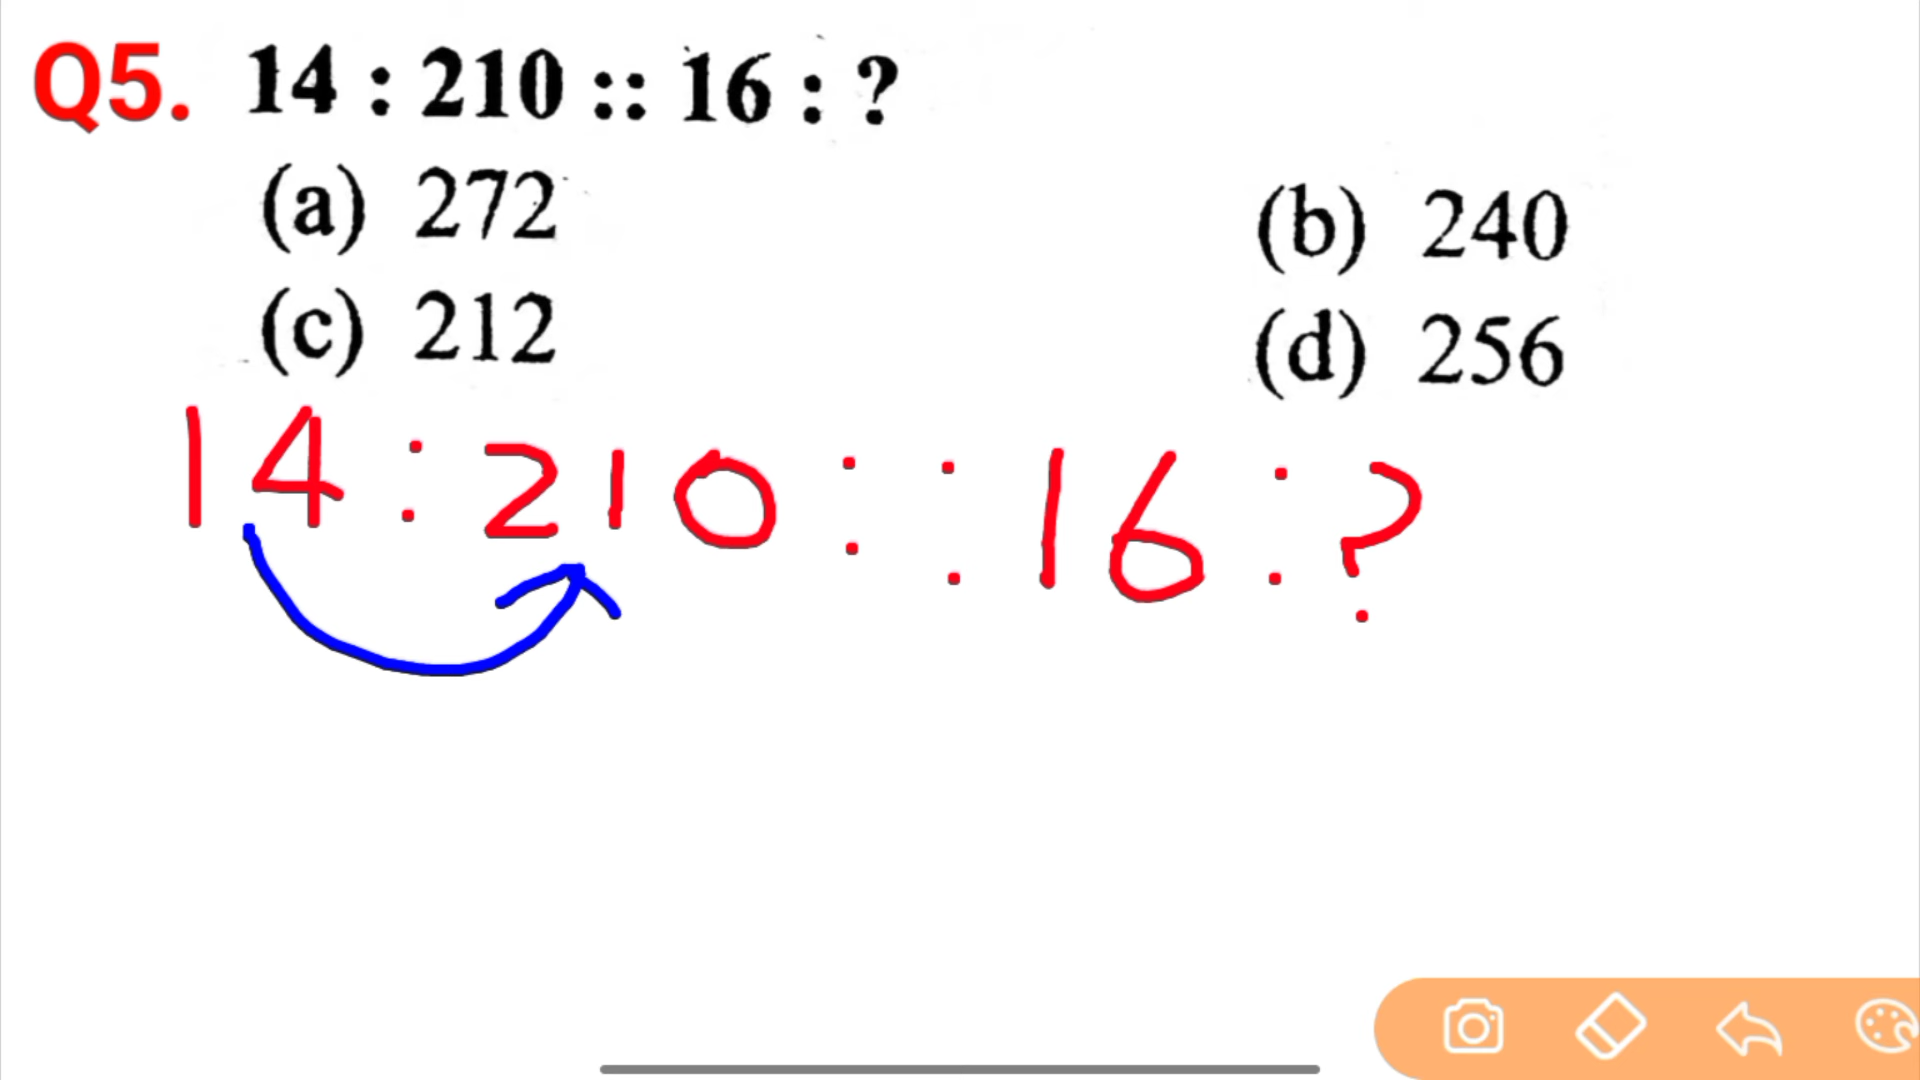 Q5. 14 : 210 :: 16 : ?
(a) 272 (b) 240
(c) 212 (d) 256
14 : 210 :: 16 : ?